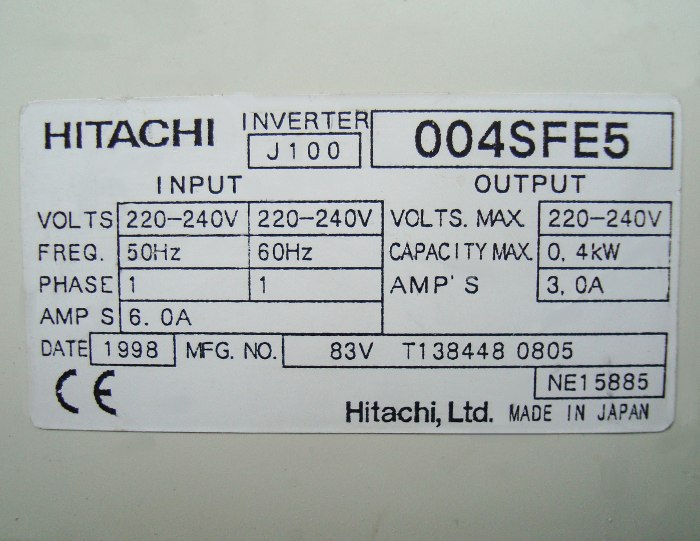 HITACHI INVERTER J100 004SFE5
INPUT OUTPUT
VOLTS 220-240V 220-240V VOLTS. MAX. 220-240V
FREQ. 50Hz 60Hz CAPACITY MAX. 0.4kW
PHASE 1 1 AMP'S 3.0A
AMP S 6.0A
DATE 1998 MFG. NO. 83V T138448 0805
CE NE15885
Hitachi, Ltd. MADE IN JAPAN